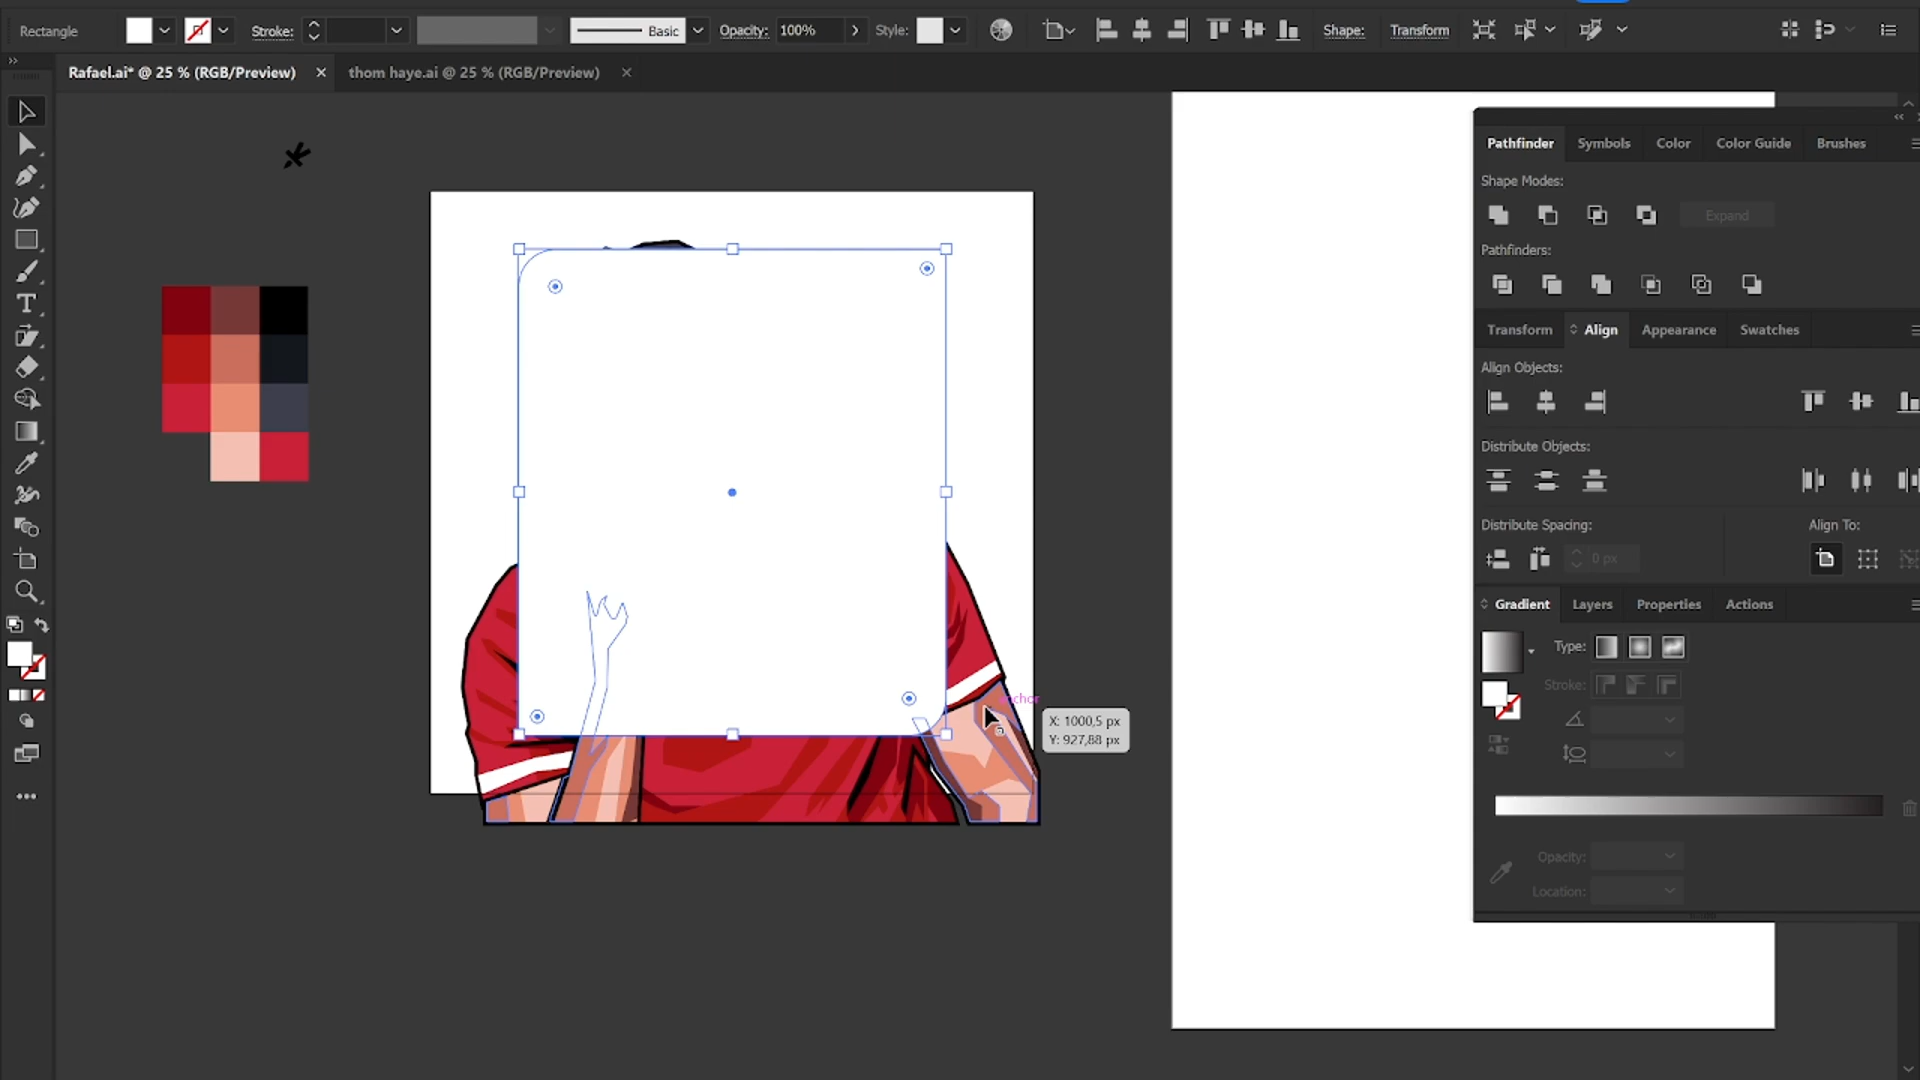 Rectangle
Stroke:
Basic
Opacity: 100%
Style:
Shape:
Transform
Rafael.ai* @ 25 % (RGB/Preview)
thom haye.ai @ 25 % (RGB/Preview)
Pathfinder
Symbols
Color
Color Guide
Brushes
Shape Modes:
Expand
Pathfinders:
Transform
Align
Appearance
Swatches
Align Objects:
Distribute Objects:
Distribute Spacing:
Align To:
0 px
Gradient
Layers
Properties
Actions
Type:
Stroke:
X: 1000,5 px
Y: 927,88 px
Opacity:
Location: